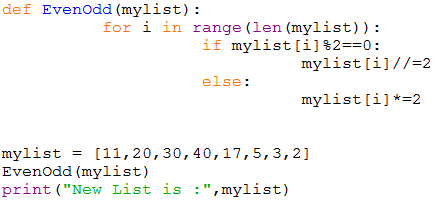 def EvenOdd(mylist):
        for i in range(len(mylist)):
                if mylist[i]%2==0:
                        mylist[i]//=2
                else:
                        mylist[i]*=2
mylist = [11,20,30,40,17,5,3,2]
EvenOdd(mylist)
print("New List is :",mylist)